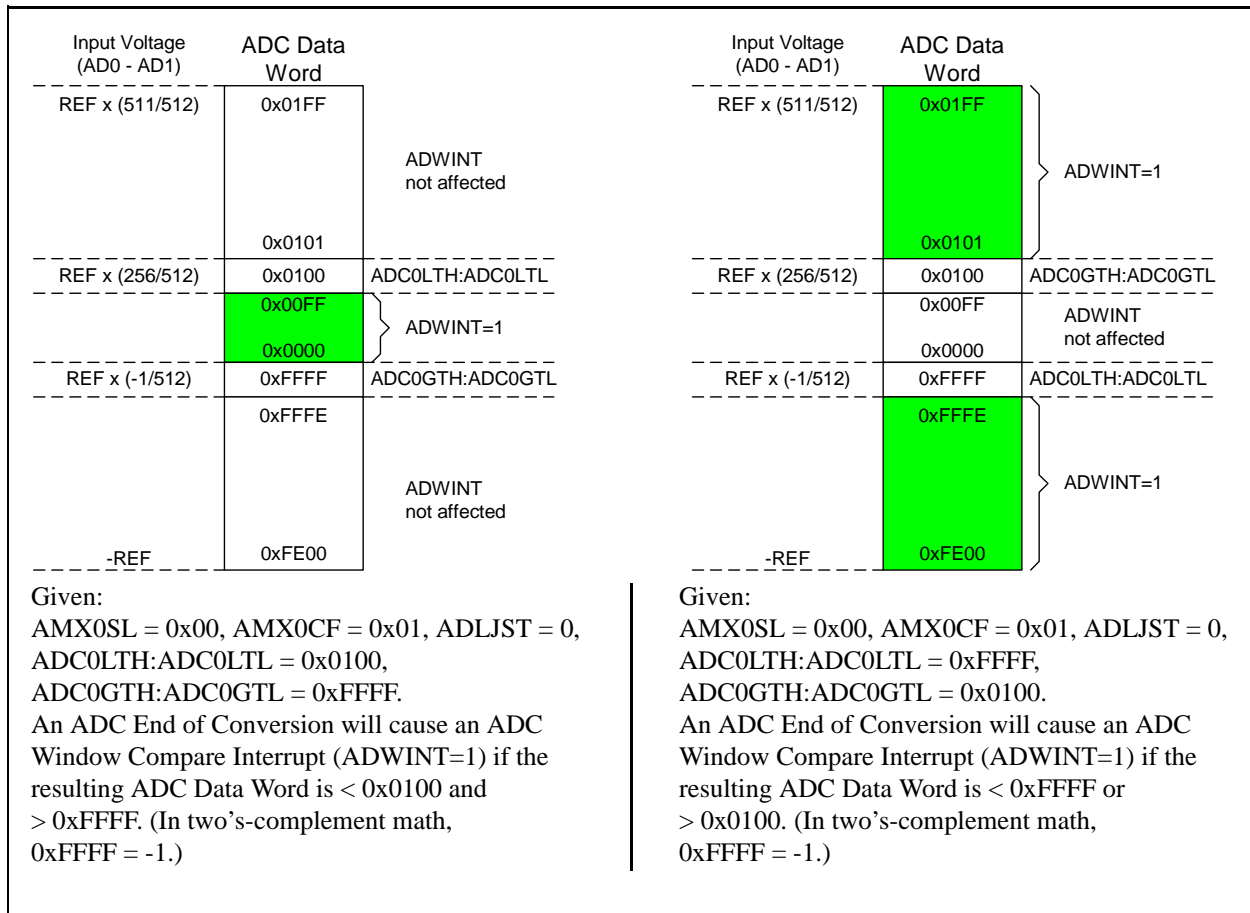 Input Voltage
(AD0 - AD1)
ADC Data
Word
REF x (511/512)
0x01FF
ADWINT
not affected
0x0101
REF x (256/512)
0x0100
ADC0LTH:ADC0LTL
0x00FF
ADWINT=1
0x0000
REF x (-1/512)
0xFFFF
ADC0GTH:ADC0GTL
0xFFFE
ADWINT
not affected
-REF
0xFE00
Given:
AMX0SL = 0x00, AMX0CF = 0x01, ADLJST = 0,
ADC0LTH:ADC0LTL = 0x0100,
ADC0GTH:ADC0GTL = 0xFFFF.
An ADC End of Conversion will cause an ADC
Window Compare Interrupt (ADWINT=1) if the
resulting ADC Data Word is < 0x0100 and
> 0xFFFF. (In two's-complement math,
0xFFFF = -1.)
Input Voltage
(AD0 - AD1)
ADC Data
Word
REF x (511/512)
0x01FF
ADWINT=1
0x0101
REF x (256/512)
0x0100
ADC0GTH:ADC0GTL
0x00FF
ADWINT
not affected
0x0000
REF x (-1/512)
0xFFFF
ADC0LTH:ADC0LTL
0xFFFE
ADWINT=1
-REF
0xFE00
Given:
AMX0SL = 0x00, AMX0CF = 0x01, ADLJST = 0,
ADC0LTH:ADC0LTL = 0xFFFF,
ADC0GTH:ADC0GTL = 0x0100.
An ADC End of Conversion will cause an ADC
Window Compare Interrupt (ADWINT=1) if the
resulting ADC Data Word is < 0xFFFF or
> 0x0100. (In two's-complement math,
0xFFFF = -1.)